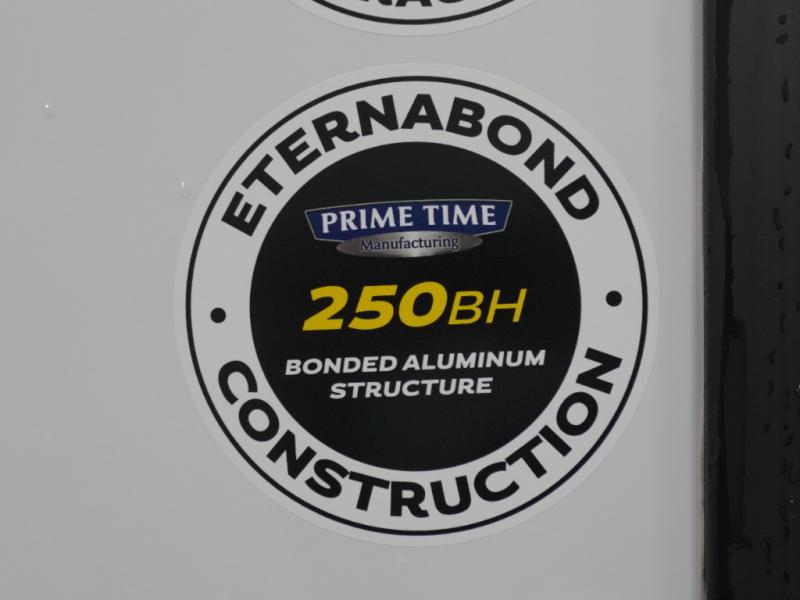 ETERNABOND
PRIME TIME
Manufacturing
250BH
BONDED ALUMINUM
STRUCTURE
CONSTRUCTION